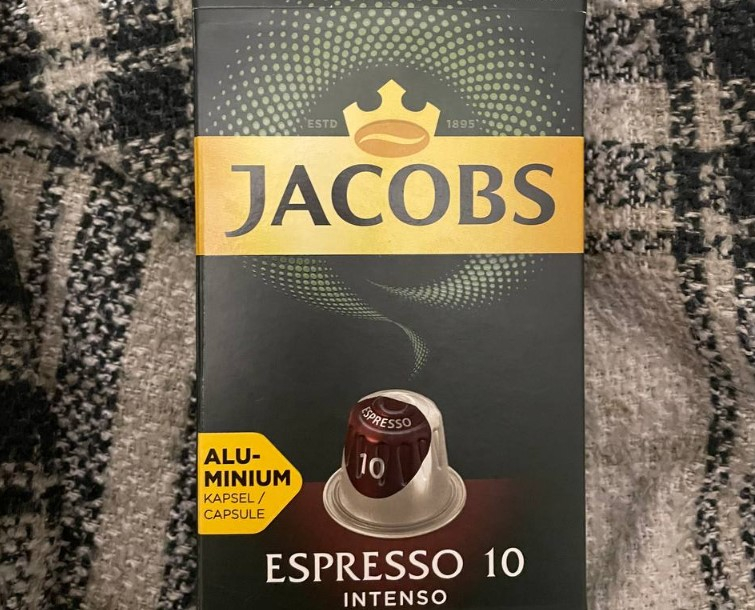 ESTD 1895
JACOBS
ESPRESSO
10
ALU-
MINIUM
KAPSEL /
CAPSULE
ESPRESSO 10
INTENSO